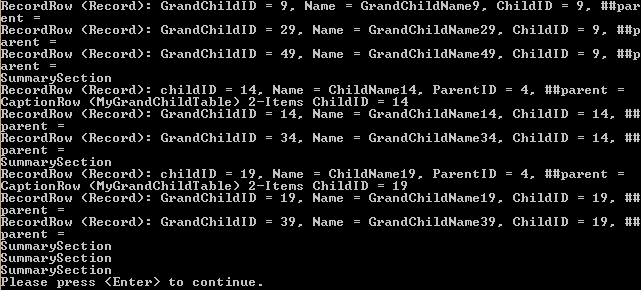 RecordRow (Record): GrandChildID = 9, Name = GrandChildName9, ChildID = 9, ##par
ent =
RecordRow (Record): GrandChildID = 29, Name = GrandChildName29, ChildID = 9, ##p
arent =
RecordRow (Record): GrandChildID = 49, Name = GrandChildName49, ChildID = 9, ##p
arent =
SummarySection
RecordRow (Record): childID = 14, Name = ChildName14, ParentID = 4, ##parent =
CaptionRow (MyGrandChildTable) 2-Items ChildID = 14
RecordRow (Record): GrandChildID = 14, Name = GrandChildName14, ChildID = 14, ##
parent =
RecordRow (Record): GrandChildID = 34, Name = GrandChildName34, ChildID = 14, ##
parent =
SummarySection
RecordRow (Record): childID = 19, Name = ChildName19, ParentID = 4, ##parent =
CaptionRow (MyGrandChildTable) 2-Items ChildID = 19
RecordRow (Record): GrandChildID = 19, Name = GrandChildName19, ChildID = 19, ##
parent =
RecordRow (Record): GrandChildID = 39, Name = GrandChildName39, ChildID = 19, ##
parent =
SummarySection
SummarySection
SummarySection
Please press <Enter> to continue.